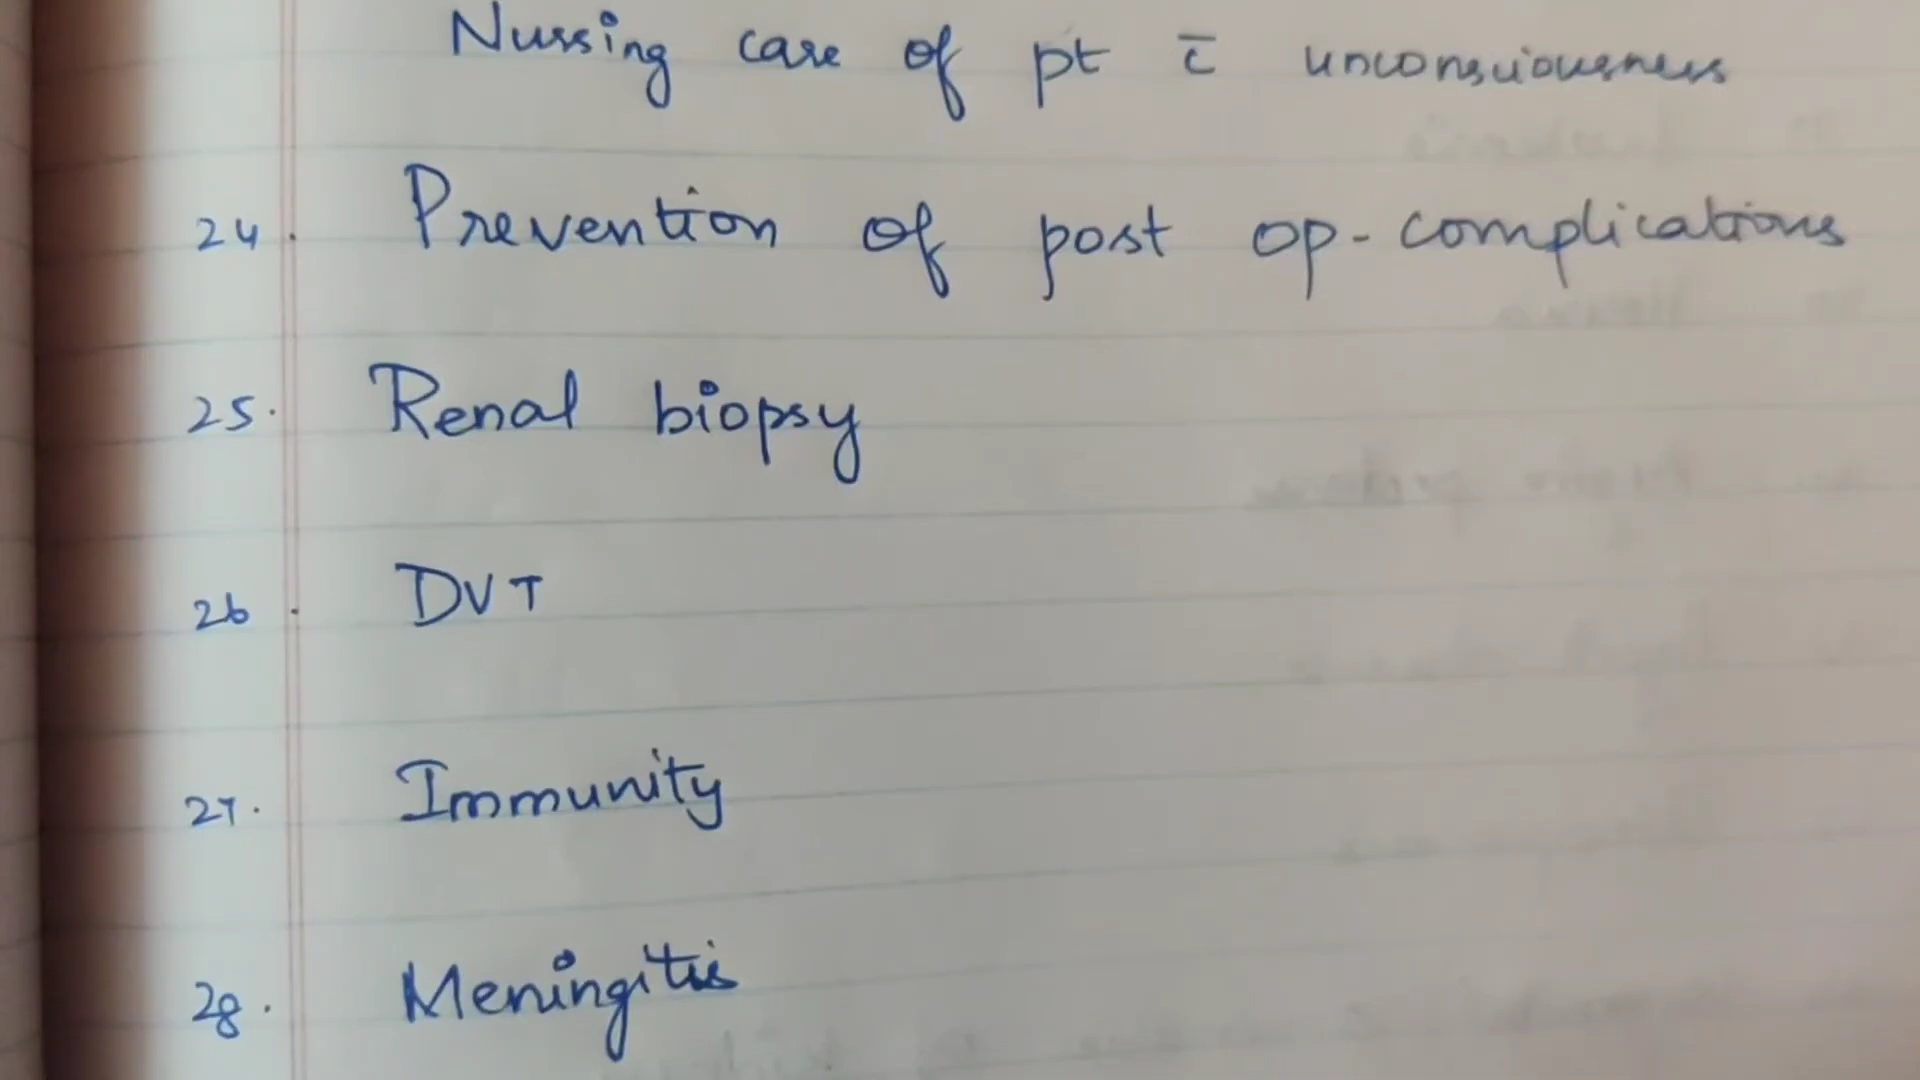 Nursing care of pt c̄ unconsciousness
24. Prevention of post op-complications
25. Renal biopsy
26. DVT
27. Immunity
28. Meningitis